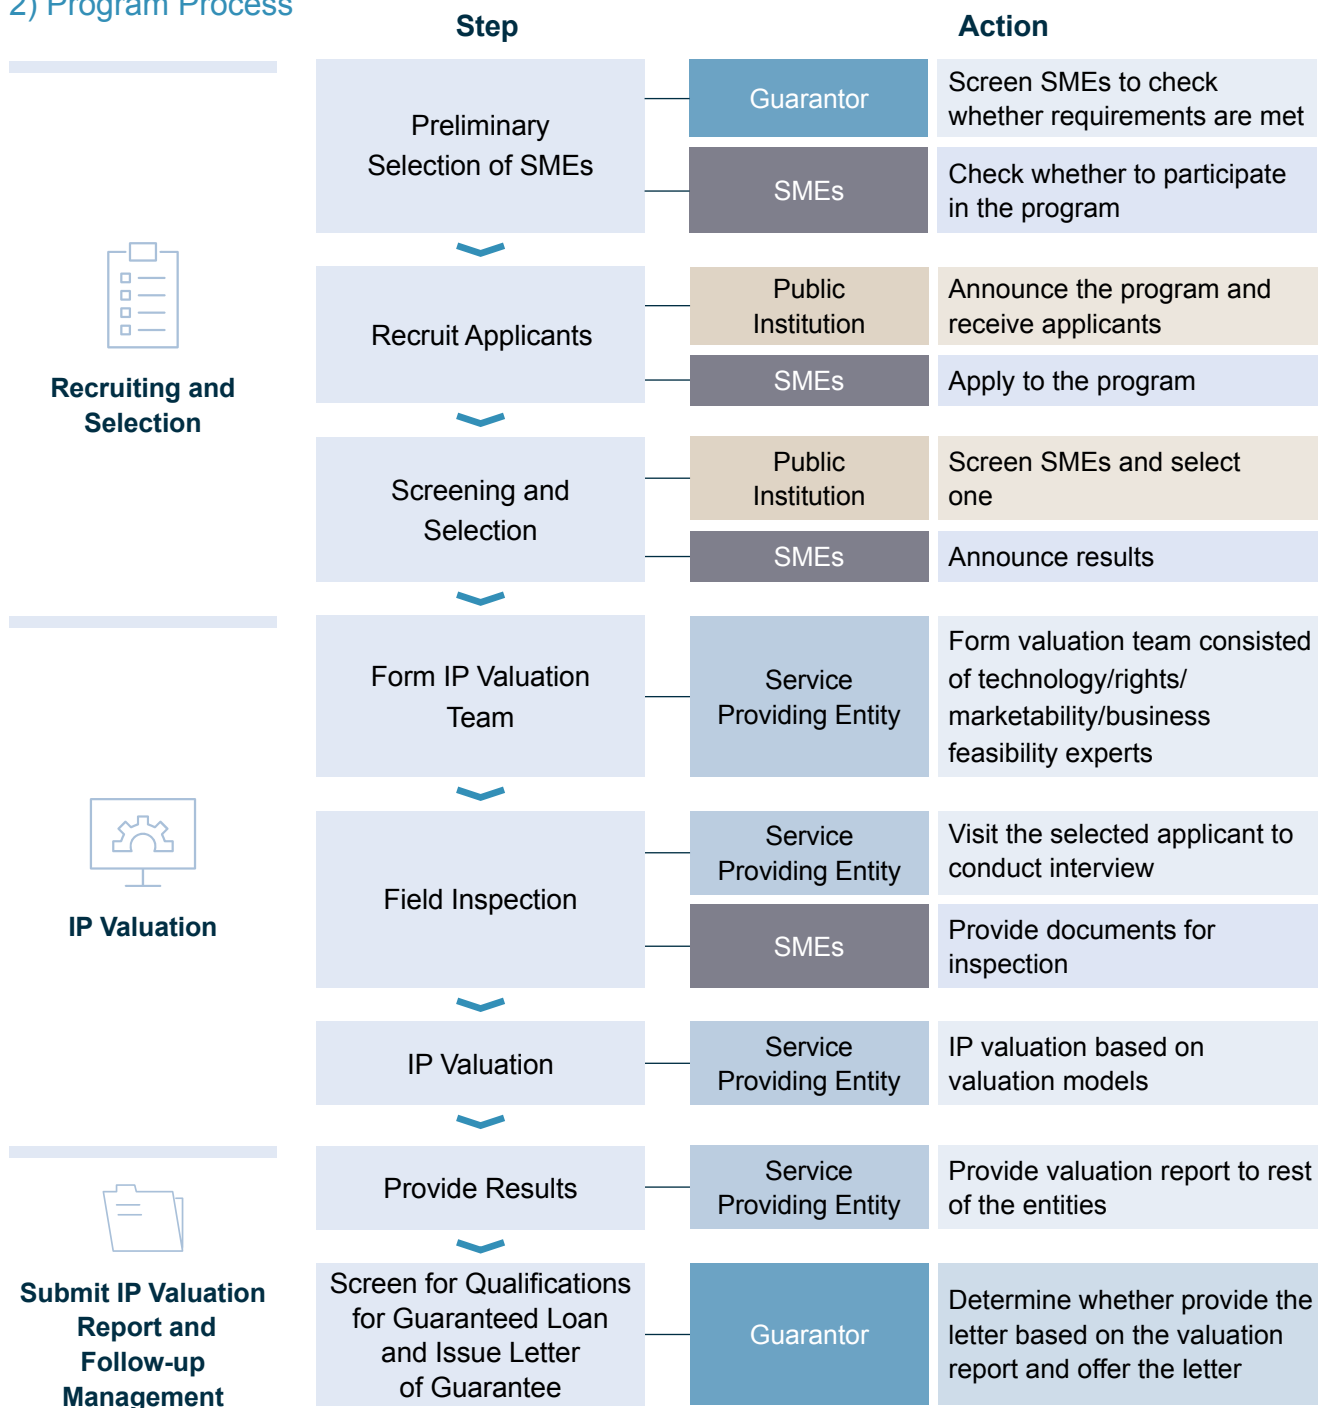 2) Program Process
Step
Action
Recruiting and
Selection
Preliminary
Selection of SMEs
Guarantor
Screen SMEs to check
whether requirements are met
SMEs
Check whether to participate
in the program
Recruit Applicants
Public
Institution
Announce the program and
receive applicants
SMEs
Apply to the program
Screening and
Selection
Public
Institution
Screen SMEs and select
one
SMEs
Announce results
IP Valuation
Form IP Valuation
Team
Service
Providing Entity
Form valuation team consisted
of technology/rights/
marketability/business
feasibility experts
Field Inspection
Service
Providing Entity
Visit the selected applicant to
conduct interview
SMEs
Provide documents for
inspection
IP Valuation
Service
Providing Entity
IP valuation based on
valuation models
Submit IP Valuation
Report and
Follow-up
Management
Provide Results
Service
Providing Entity
Provide valuation report to rest
of the entities
Screen for Qualifications
for Guaranteed Loan
and Issue Letter
of Guarantee
Guarantor
Determine whether provide the
letter based on the valuation
report and offer the letter